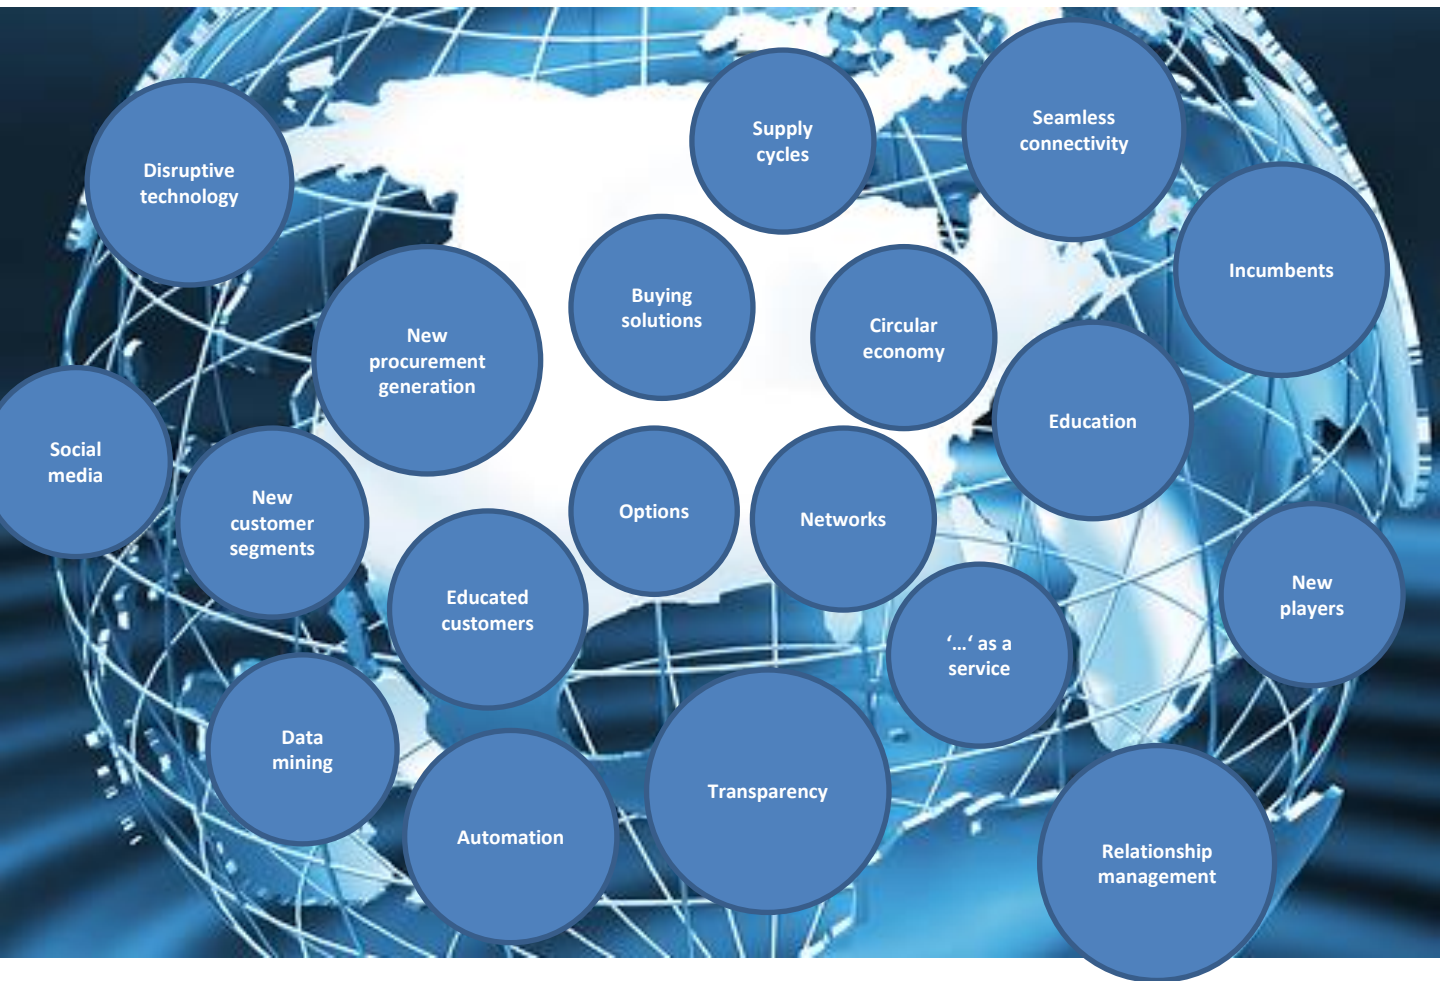 Supply
cycles
Seamless
connectivity
Disruptive
technology
Incumbents
Buying
solutions
Circular
economy
New
procurement
generation
Education
Social
media
New
customer
segments
Options
Networks
New
players
Educated
customers
‘...‘ as a
service
Data
mining
Transparency
Automation
Relationship
management